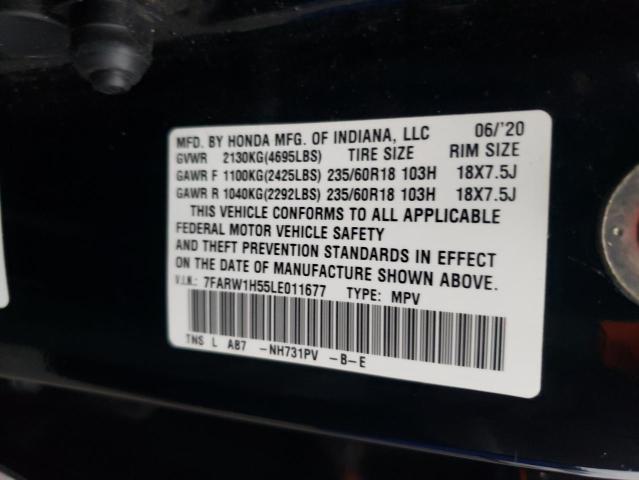 MFD. BY HONDA MFG. OF INDIANA, LLC 06/'20
GVWR 2130KG(4695LBS) TIRE SIZE RIM SIZE
GAWR F 1100KG(2425LBS) 235/60R18 103H 18X7.5J
GAWR R 1040KG(2292LBS) 235/60R18 103H 18X7.5J
THIS VEHICLE CONFORMS TO ALL APPLICABLE
FEDERAL MOTOR VEHICLE SAFETY
AND THEFT PREVENTION STANDARDS IN EFFECT
ON THE DATE OF MANUFACTURE SHOWN ABOVE.
V.I.N.: 7FARW1H55LE011677 TYPE: MPV
TNS L AB7 -NH731PV -B-E